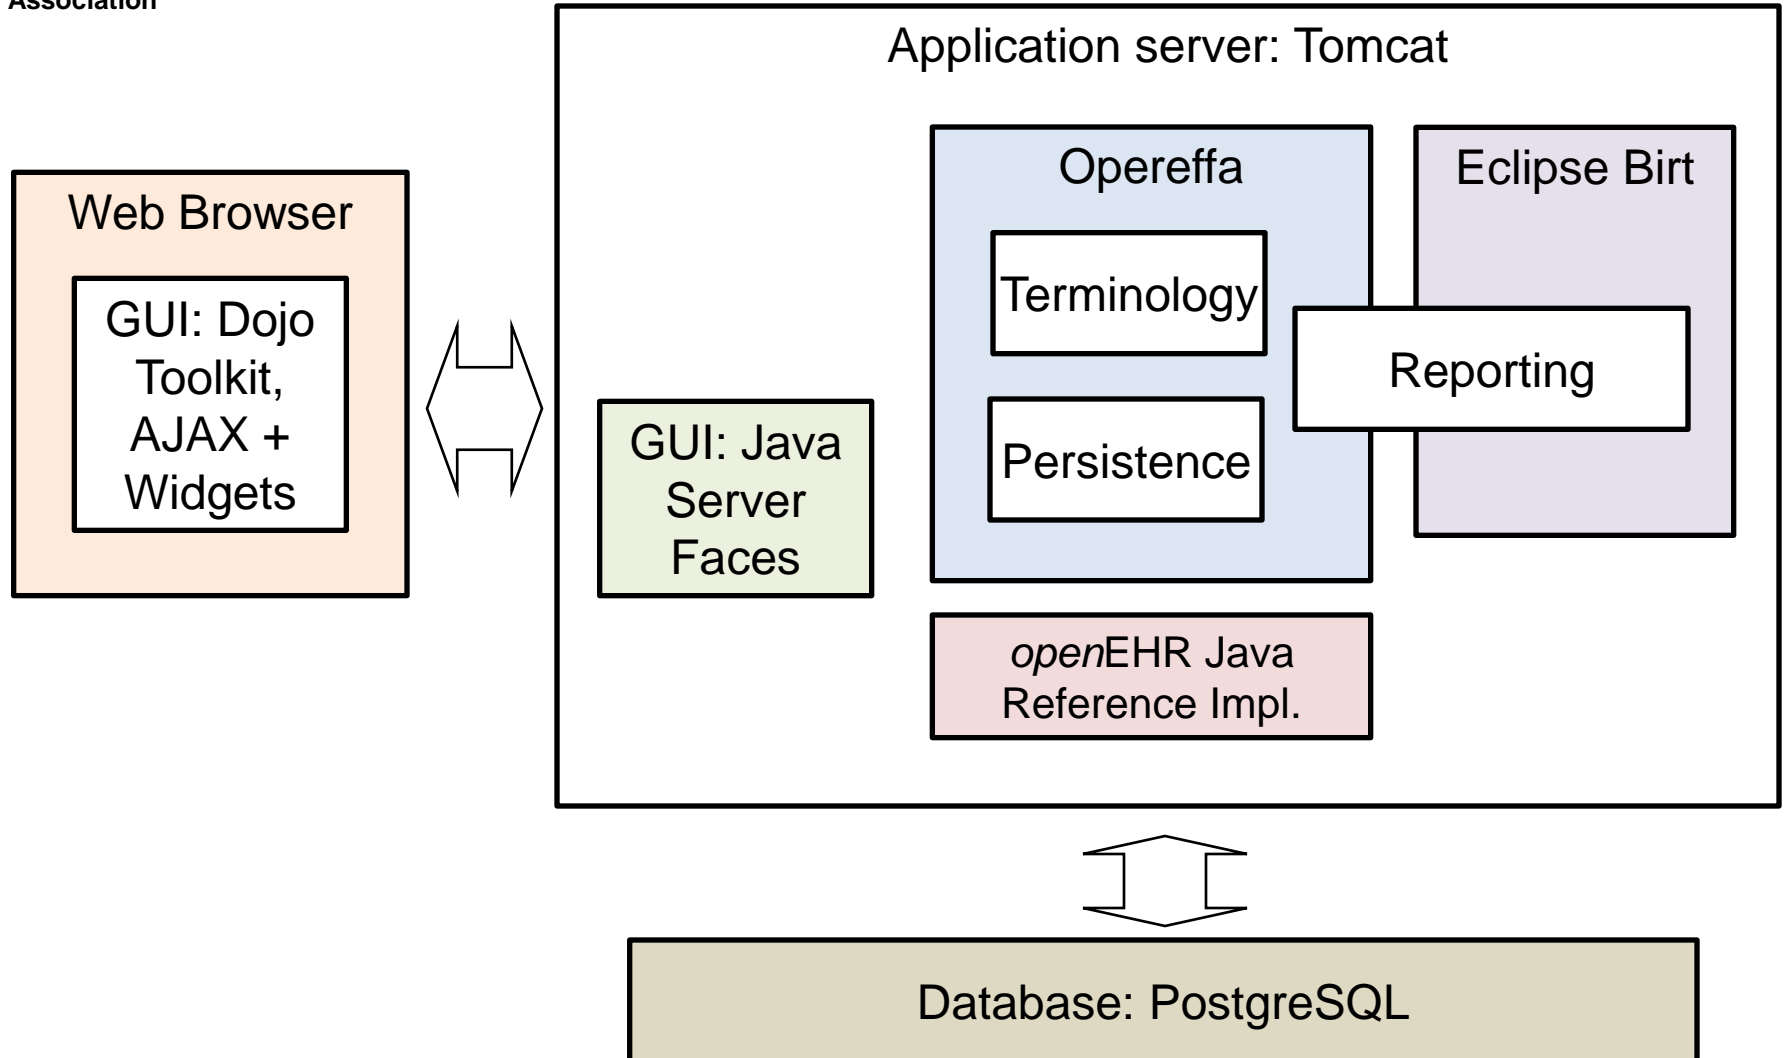 Association
Application server: Tomcat
Web Browser
GUI: Dojo
Toolkit,
AJAX +
Widgets
GUI: Java
Server
Faces
Opereffa
Terminology
Persistence
Eclipse Birt
Reporting
openEHR Java
Reference Impl.
Database: PostgreSQL